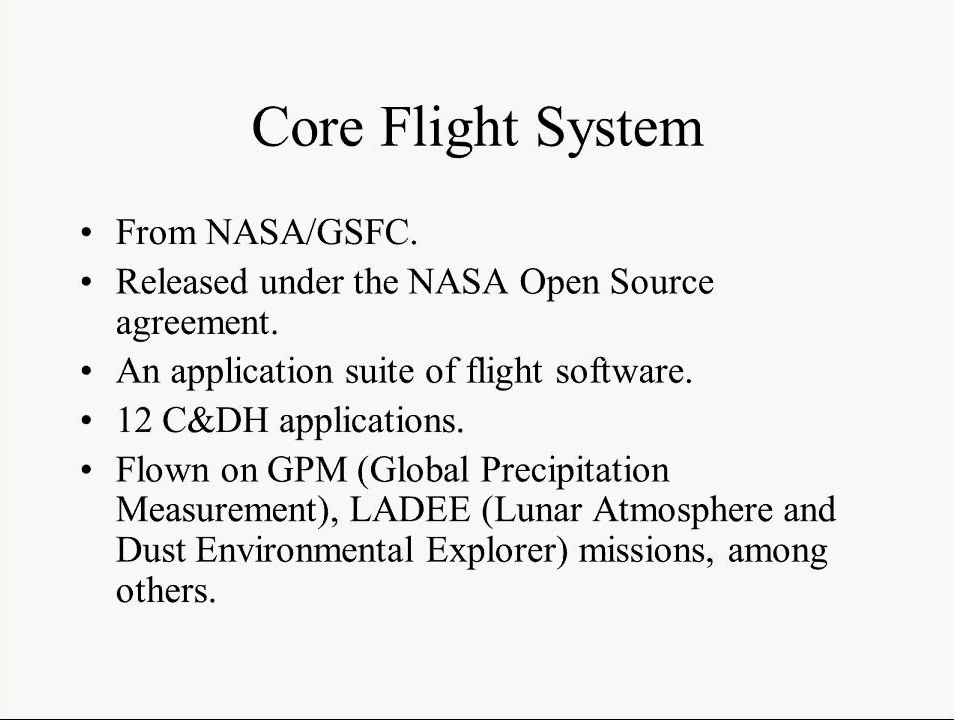 Core Flight System
• From NASA/GSFC.
• Released under the NASA Open Source
agreement.
• An application suite of flight software.
• 12 C&DH applications.
• Flown on GPM (Global Precipitation
Measurement), LADEE (Lunar Atmosphere and
Dust Environmental Explorer) missions, among
others.